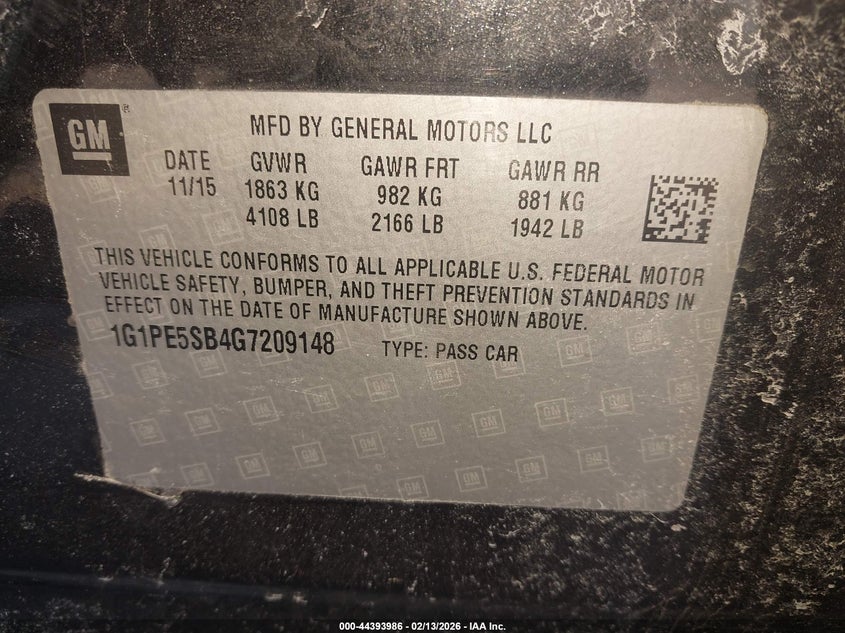 GM
MFD BY GENERAL MOTORS LLC
DATE GVWR GAWR FRT GAWR RR
11/15 1863 KG 982 KG 881 KG
4108 LB 2166 LB 1942 LB
THIS VEHICLE CONFORMS TO ALL APPLICABLE U.S. FEDERAL MOTOR
VEHICLE SAFETY, BUMPER, AND THEFT PREVENTION STANDARDS IN
EFFECT ON THE DATE OF MANUFACTURE SHOWN ABOVE.
1G1PE5SB4G7209148 TYPE: PASS CAR
000-44393986 - 02/13/2026 - IAA Inc.